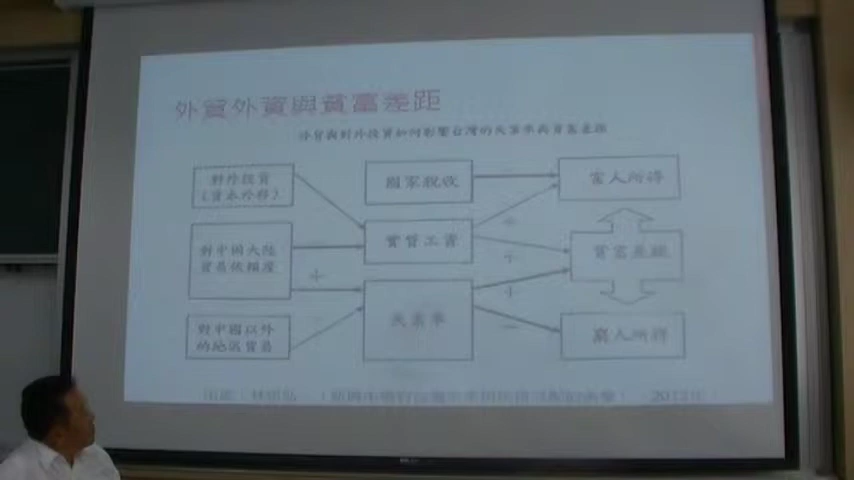 外貿外資與貧富差距
外貿與對外投資如何影響台灣的失業率與貧富差距
對外投資
(資本外移)
國家稅收
富人所得
對中國大陸
貿易依賴度
實質工資
貧富差距
+
+
+
+
失業率
對中國以外
的地區貿易
窮人所得